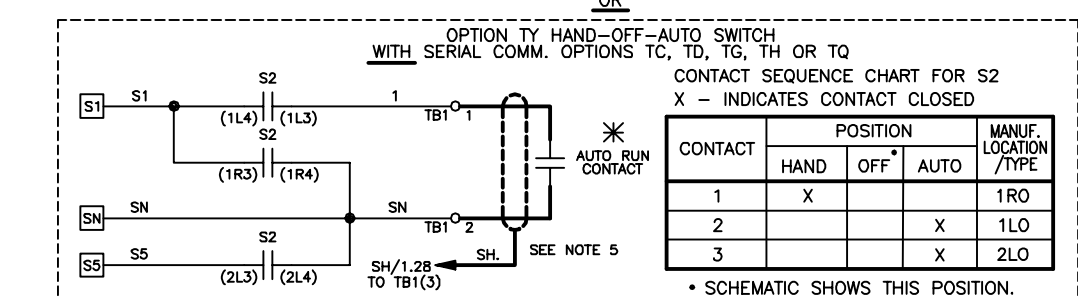 OR
OPTION TY HAND-OFF-AUTO SWITCH
WITH SERIAL COMM. OPTIONS TC, TD, TG, TH OR TQ
S1
S1
S2
(1L4)
(1L3)
1
TB1
1
S2
(1R3)
(1R4)
AUTO RUN
CONTACT
SN
SN
SN
TB1
2
S5
S5
S2
(2L3)
(2L4)
SH.
SEE NOTE 5
SH/1.28
TO TB1(3)
CONTACT SEQUENCE CHART FOR S2
X - INDICATES CONTACT CLOSED
CONTACT
POSITION
MANUF.
LOCATION
/TYPE
HAND
OFF•
AUTO
1 X 1RO
2 X 1LO
3 X 2LO
• SCHEMATIC SHOWS THIS POSITION.